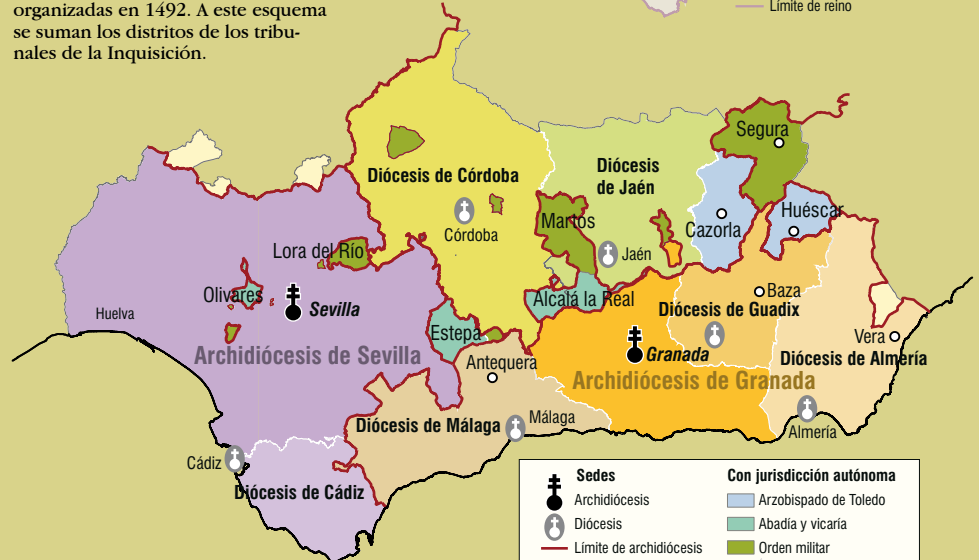 organizadas en 1492. A este esquema
se suman los distritos de los tribu-
nales de la Inquisición.
Límite de reino
Segura
Diócesis de Córdoba
Diócesis
de Jaén
Huéscar
Martos
Cazorla
Córdoba
Lora del Río
Jaén
Olivares
Alcalá la Real
Baza
Huelva
Sevilla
Diócesis de Guadix
Estepa
Vera
Archidiócesis de Sevilla
Antequera
Granada
Diócesis de Almería
Archidiócesis de Granada
Diócesis de Málaga
Málaga
Almería
Cádiz
Diócesis de Cádiz
Sedes
Archidiócesis
Diócesis
Límite de archidiócesis
Con jurisdicción autónoma
Arzobispado de Toledo
Abadía y vicaría
Orden militar